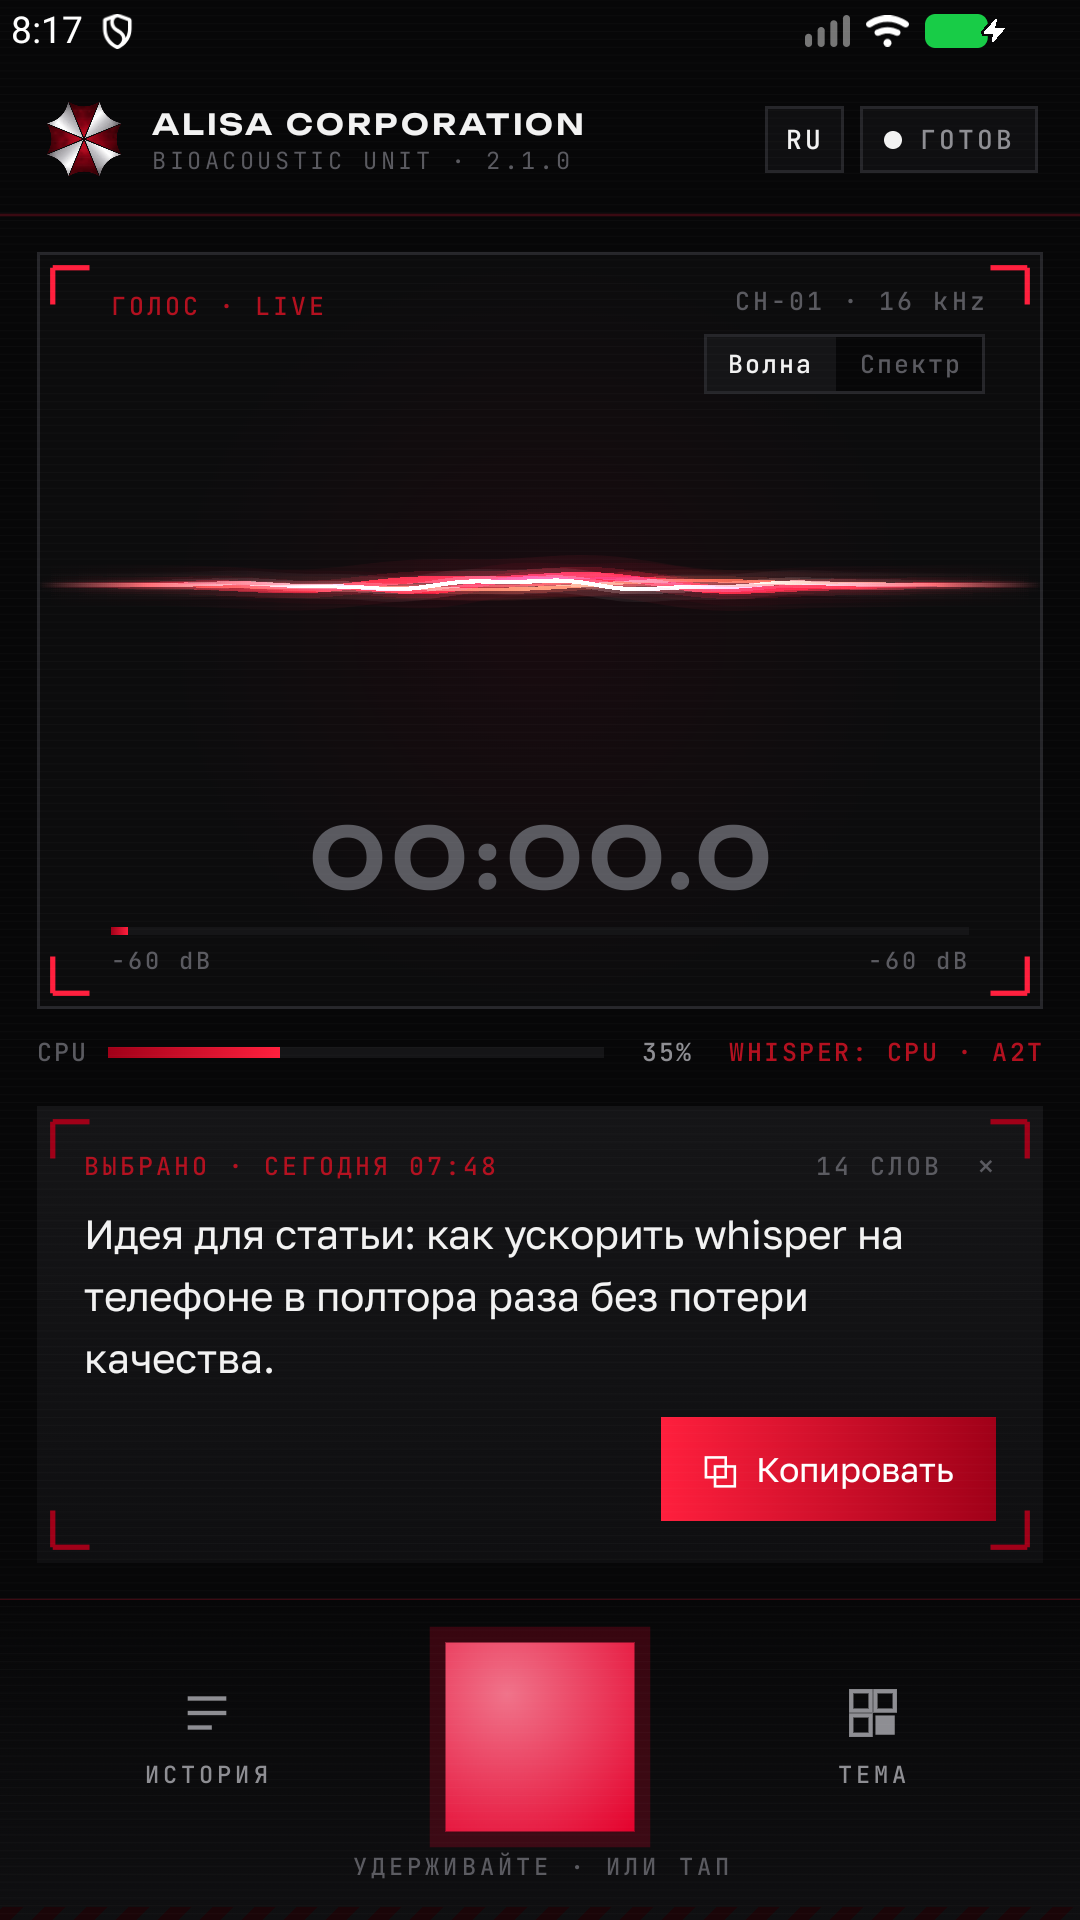 8:17
ALISA CORPORATION
BIOACOUSTIC UNIT · 2.1.0
RU
ГОТОВ
ГОЛОС · LIVE
CH-01 · 16 kHz
Волна
Спектр
00:00.0
-60 dB
-60 dB
CPU
35%
WHISPER: CPU · A2T
ВЫБРАНО · СЕГОДНЯ 07:48
14 СЛОВ ×
Идея для статьи: как ускорить whisper на
телефоне в полтора раза без потери
качества.
Копировать
ИСТОРИЯ
ТЕМА
УДЕРЖИВАЙТЕ · ИЛИ ТАП